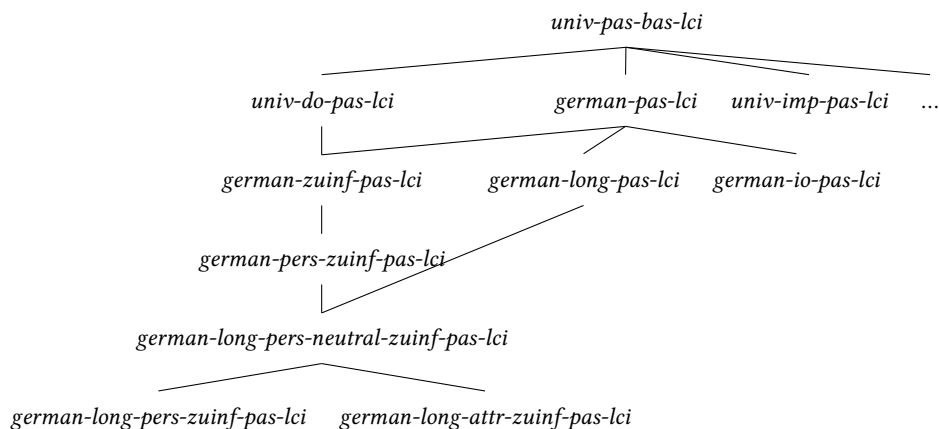 univ-pas-bas-lci
univ-do-pas-lci german-pas-lci univ-imp-pas-lci ...
german-zuinf-pas-lci german-long-pas-lci german-io-pas-lci
german-pers-zuinf-pas-lci
german-long-pers-neutral-zuinf-pas-lci
german-long-pers-zuinf-pas-lci german-long-attr-zuinf-pas-lci